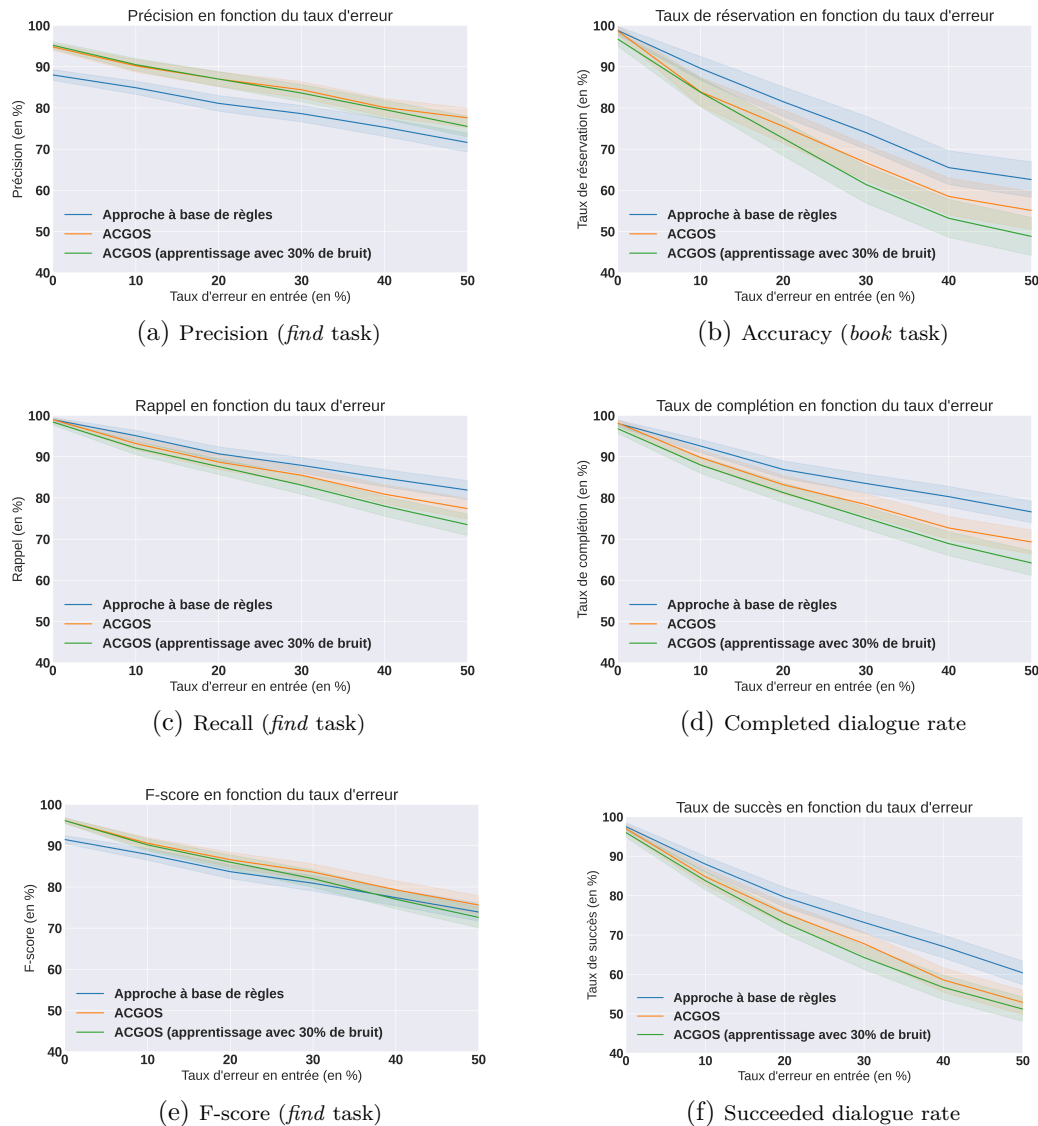 Précision en fonction du taux d'erreur
100
90
80
70
60
50
40
Précision (en %)
Approche à base de règles
ACGOS
ACGOS (apprentissage avec 30% de bruit)
0 10 20 30 40 50
Taux d'erreur en entrée (en %)
(a) Precision (find task)
Taux de réservation en fonction du taux d'erreur
100
90
80
70
60
50
40
Taux de réservation (en %)
Approche à base de règles
ACGOS
ACGOS (apprentissage avec 30% de bruit)
0 10 20 30 40 50
Taux d'erreur en entrée (en %)
(b) Accuracy (book task)
Rappel en fonction du taux d'erreur
100
90
80
70
60
50
40
Rappel (en %)
Approche à base de règles
ACGOS
ACGOS (apprentissage avec 30% de bruit)
0 10 20 30 40 50
Taux d'erreur en entrée (en %)
(c) Recall (find task)
Taux de complétion en fonction du taux d'erreur
100
90
80
70
60
50
40
Taux de complétion (en %)
Approche à base de règles
ACGOS
ACGOS (apprentissage avec 30% de bruit)
0 10 20 30 40 50
Taux d'erreur en entrée (en %)
(d) Completed dialogue rate
F-score en fonction du taux d'erreur
100
90
80
70
60
50
40
F-score (en %)
Approche à base de règles
ACGOS
ACGOS (apprentissage avec 30% de bruit)
0 10 20 30 40 50
Taux d'erreur en entrée (en %)
(e) F-score (find task)
Taux de succès en fonction du taux d'erreur
100
90
80
70
60
50
40
Taux de succès (en %)
Approche à base de règles
ACGOS
ACGOS (apprentissage avec 30% de bruit)
0 10 20 30 40 50
Taux d'erreur en entrée (en %)
(f) Succeeded dialogue rate